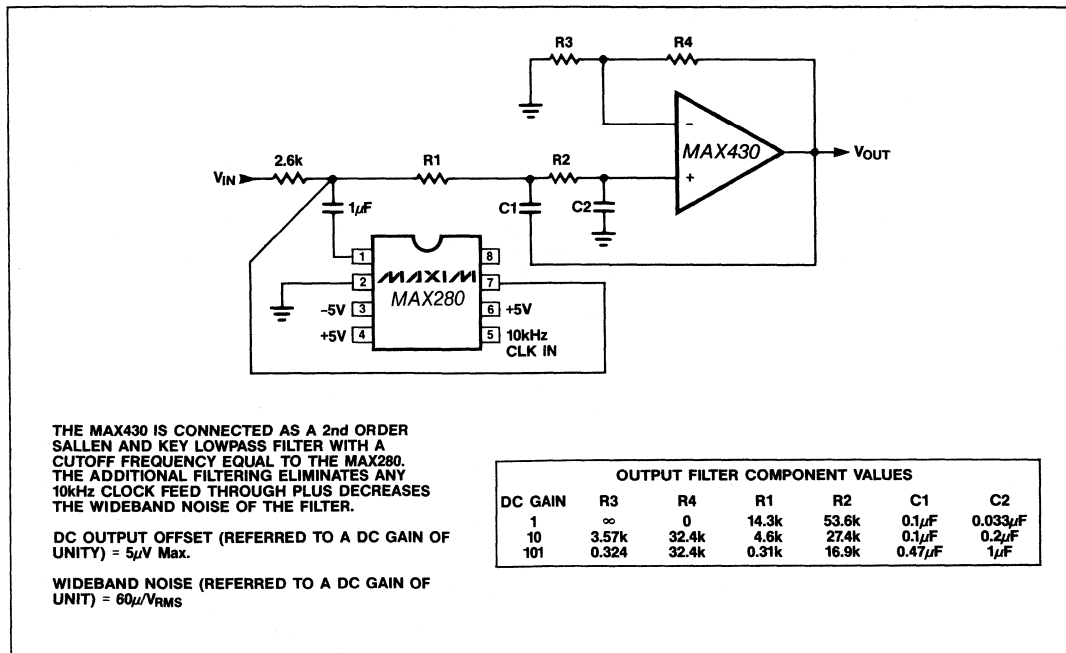 R3
R4
MAX430
−
+
VOUT
VIN
2.6k
R1
R2
C1
C2
1µF
1
8
MAXIM
2
7
MAX280
-5V 3
6 +5V
+5V 4
5 10kHz
CLK IN
THE MAX430 IS CONNECTED AS A 2nd ORDER
SALLEN AND KEY LOWPASS FILTER WITH A
CUTOFF FREQUENCY EQUAL TO THE MAX280.
THE ADDITIONAL FILTERING ELIMINATES ANY
10kHz CLOCK FEED THROUGH PLUS DECREASES
THE WIDEBAND NOISE OF THE FILTER.
DC OUTPUT OFFSET (REFERRED TO A DC GAIN OF
UNITY) = 5µV Max.
WIDEBAND NOISE (REFERRED TO A DC GAIN OF
UNIT) = 60µ/VRMS
OUTPUT FILTER COMPONENT VALUES
DC GAIN R3 R4 R1 R2 C1 C2
1 ∞ 0 14.3k 53.6k 0.1µF 0.033µF
10 3.57k 32.4k 4.6k 27.4k 0.1µF 0.2µF
101 0.324 32.4k 0.31k 16.9k 0.47µF 1µF